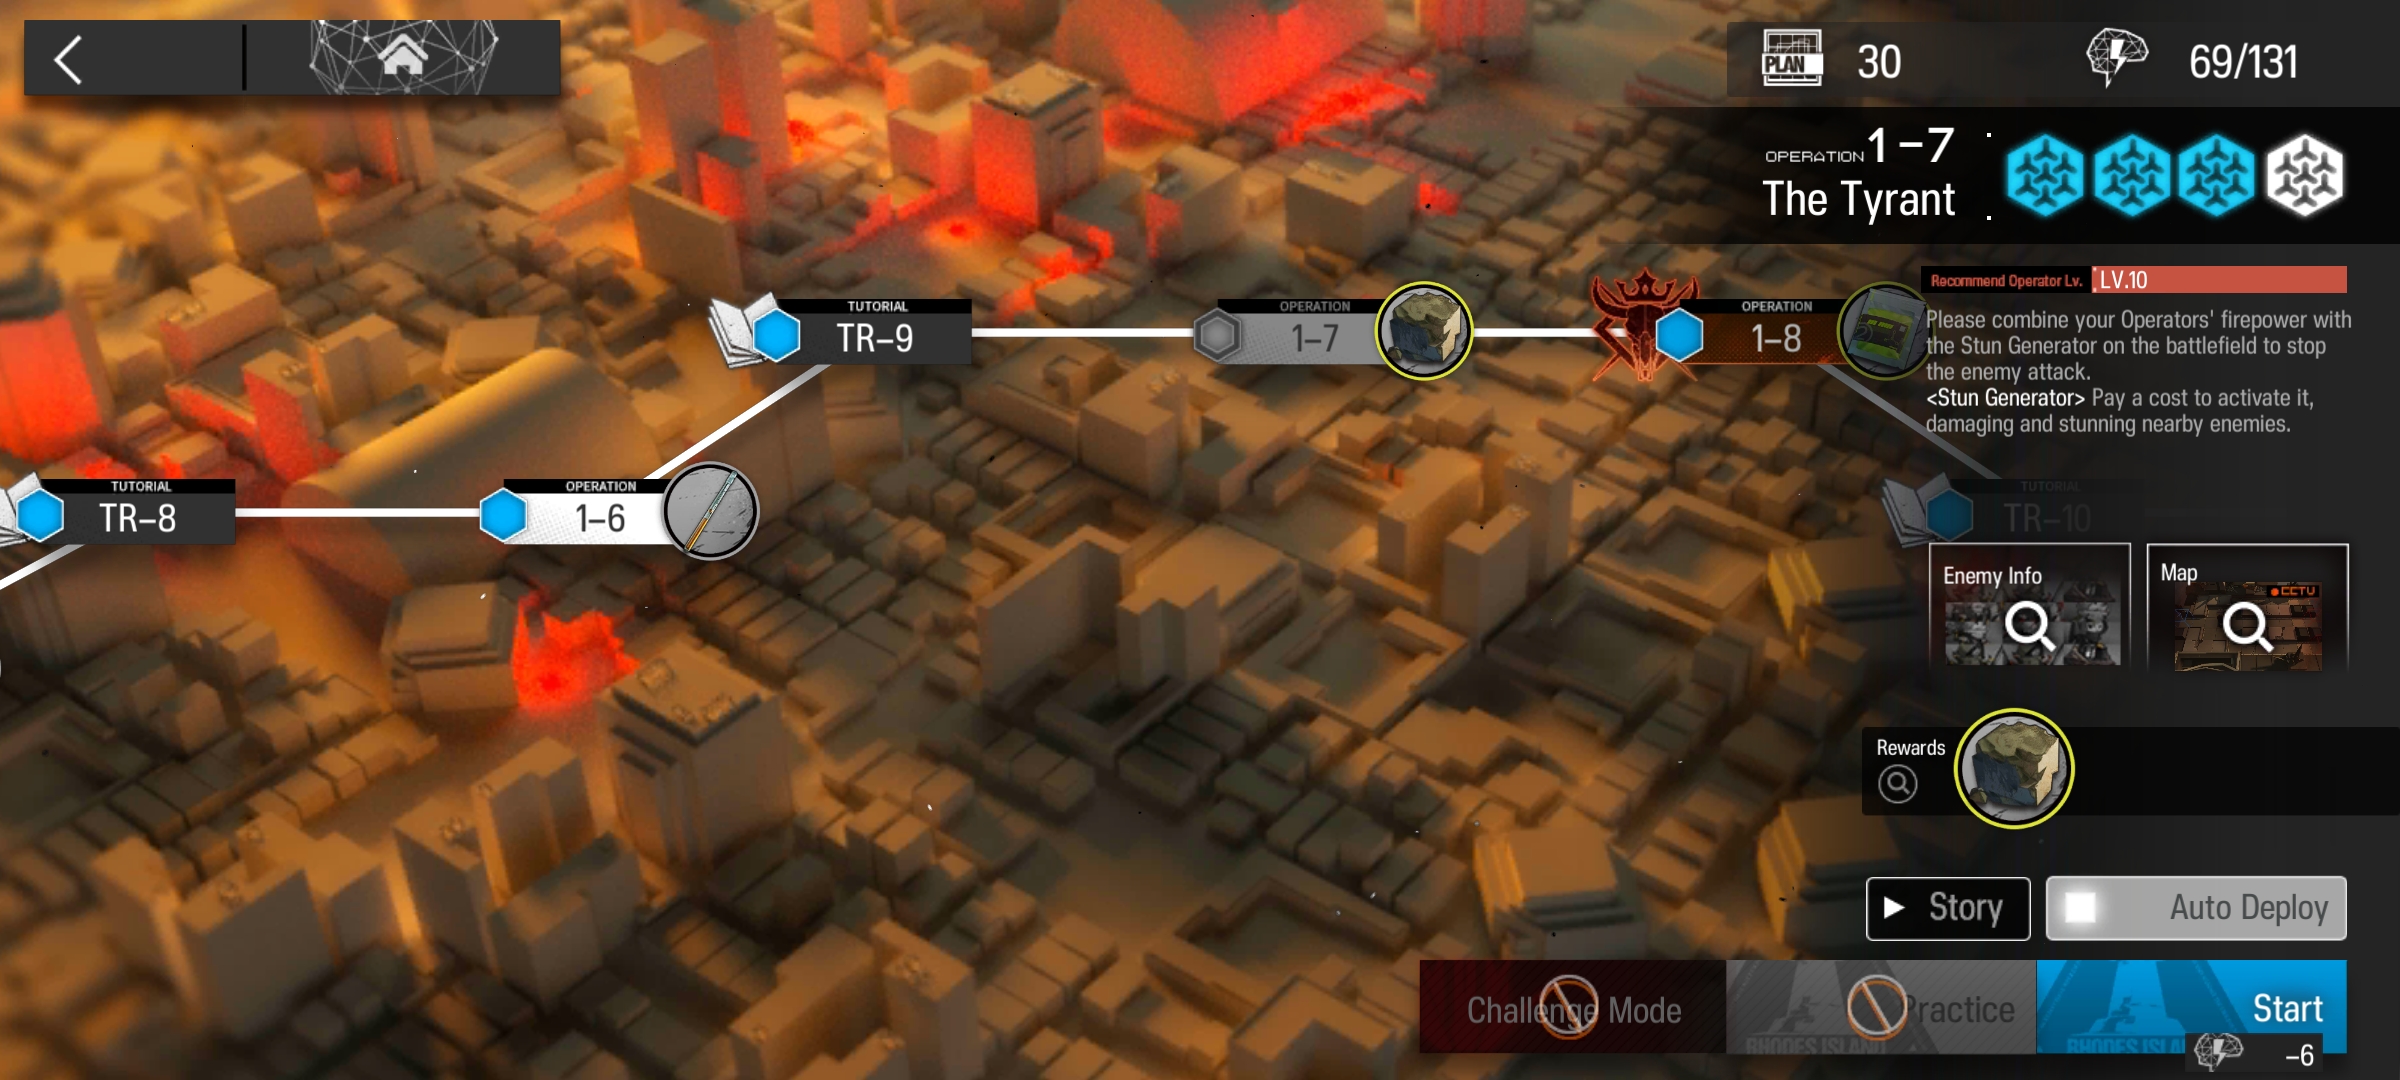 PLAN
30
69/131
OPERATION 1-7
The Tyrant
Recommend Operator Lv. LV.10
Please combine your Operators' firepower with
the Stun Generator on the battlefield to stop
the enemy attack.
<Stun Generator> Pay a cost to activate it,
damaging and stunning nearby enemies.
TUTORIAL
TR-9
OPERATION
1-7
OPERATION
1-8
TUTORIAL
TR-8
OPERATION
1-6
TUTORIAL
TR-10
Enemy Info
Map
CCTV
Rewards
Story
Auto Deploy
Challenge Mode
Practice
Start
RHODES ISLAND
-6